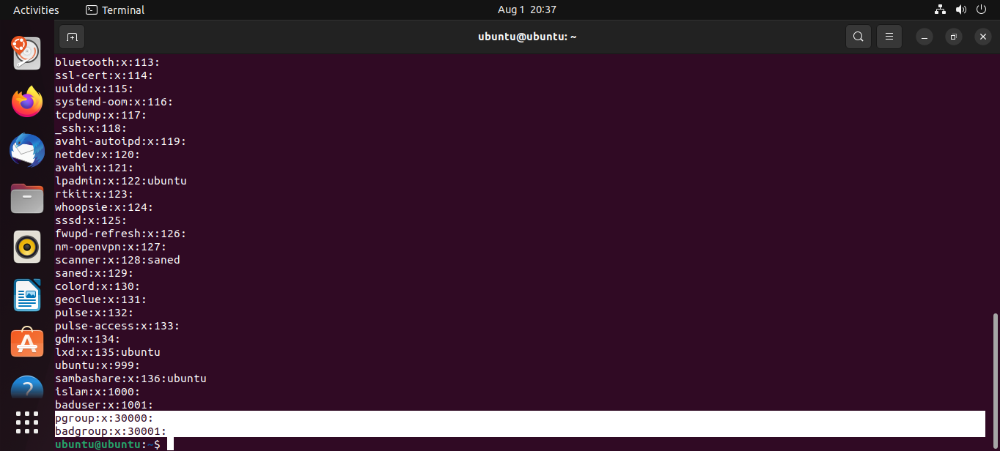 Activities Terminal Aug 1 20:37
ubuntu@ubuntu: ~
bluetooth:x:113:
ssl-cert:x:114:
uuidd:x:115:
systemd-oom:x:116:
tcpdump:x:117:
_ssh:x:118:
avahi-autoipd:x:119:
netdev:x:120:
avahi:x:121:
lpadmin:x:122:ubuntu
rtkit:x:123:
whoopsie:x:124:
sssd:x:125:
fwupd-refresh:x:126:
nm-openvpn:x:127:
scanner:x:128:saned
saned:x:129:
colord:x:130:
geoclue:x:131:
pulse:x:132:
pulse-access:x:133:
gdm:x:134:
lxd:x:135:ubuntu
ubuntu:x:999:
sambashare:x:136:ubuntu
islam:x:1000:
baduser:x:1001:
pgroup:x:30000:
badgroup:x:30001:
ubuntu@ubuntu:~$